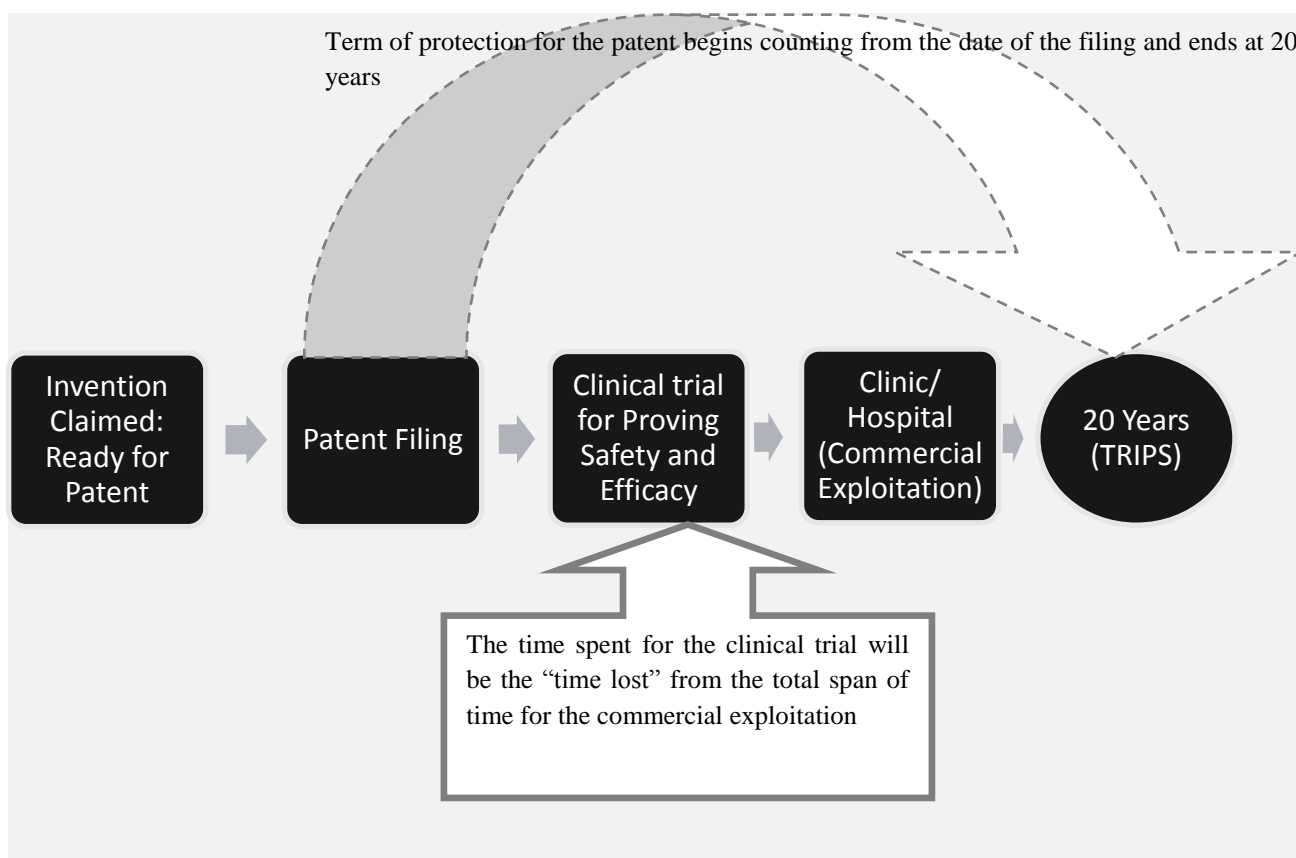 Term of protection for the patent begins counting from the date of the filing and ends at 20
years
Invention
Claimed:
Ready for
Patent
Patent Filing
Clinical trial
for Proving
Safety and
Efficacy
Clinic/
Hospital
(Commercial
Exploitation)
20 Years
(TRIPS)
The time spent for the clinical trial will
be the “time lost” from the total span of
time for the commercial exploitation